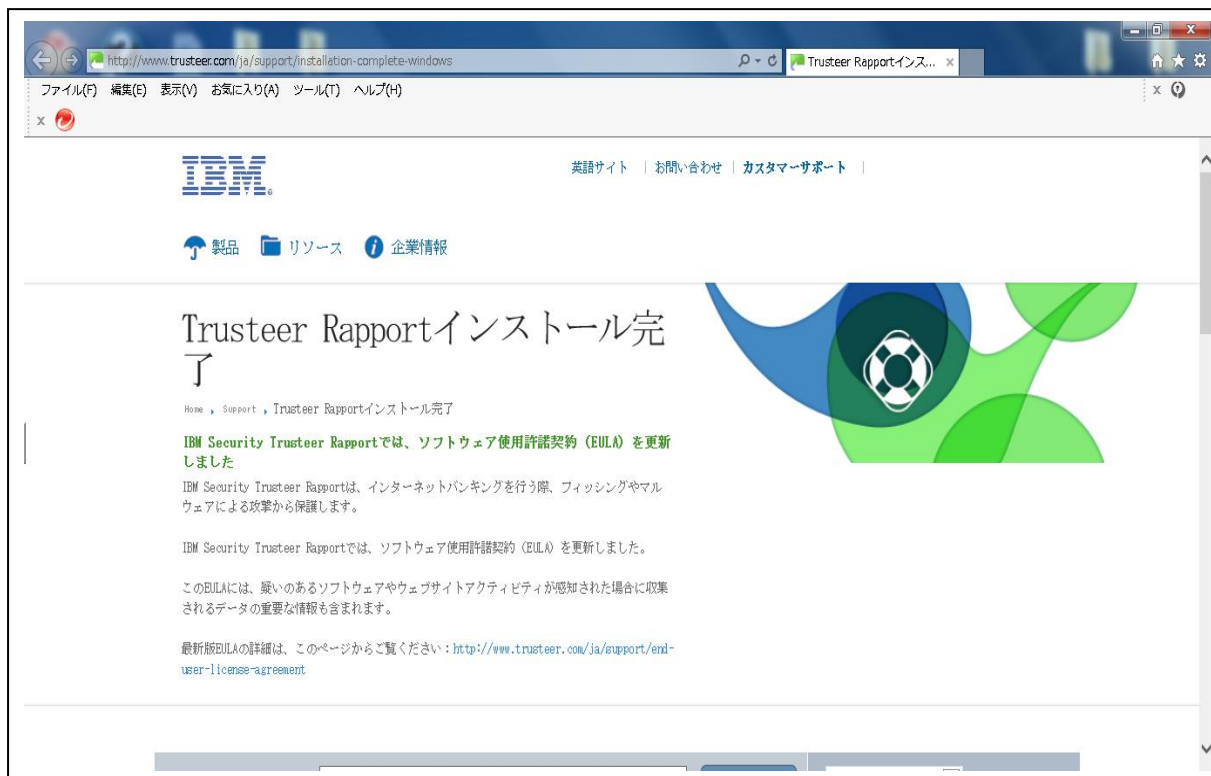 http://www.trusteer.com/ja/support/installation-complete-windows
Trusteer Rapportインス...
ファイル(F) 編集(E) 表示(V) お気に入り(A) ツール(T) ヘルプ(H)
IBM
英語サイト | お問い合わせ | カスタマーサポート |
製品 リソース 企業情報
Trusteer Rapportインストール完
了
Home , Support , Trusteer Rapportインストール完了
IBM Security Trusteer Rapportでは、ソフトウェア使用許諾契約 (EULA) を更新
しました
IBM Security Trusteer Rapportは、インターネットバンキングを行う際、フィッシングやマル
ウェアによる攻撃から保護します。
IBM Security Trusteer Rapportでは、ソフトウェア使用許諾契約 (EULA) を更新しました。
このEULAには、疑いのあるソフトウェアやウェブサイトアクティビティが感知された場合に収集
されるデータの重要な情報も含まれます。
最新版EULAの詳細は、このページからご覧ください：http://www.trusteer.com/ja/support/end-
user-license-agreement